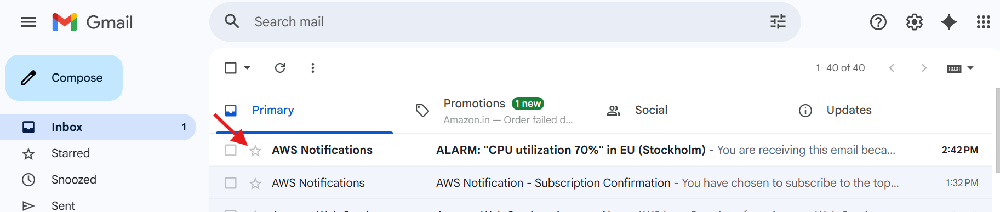 Gmail
Search mail
Compose
1–40 of 40
Primary
Promotions 1 new
Amazon.in — Order failed d...
Social
Updates
Inbox 1
Starred
Snoozed
Sent
AWS Notifications ALARM: "CPU utilization 70%" in EU (Stockholm) - You are receiving this email beca... 2:42 PM
AWS Notifications AWS Notification - Subscription Confirmation - You have chosen to subscribe to the top... 1:32 PM